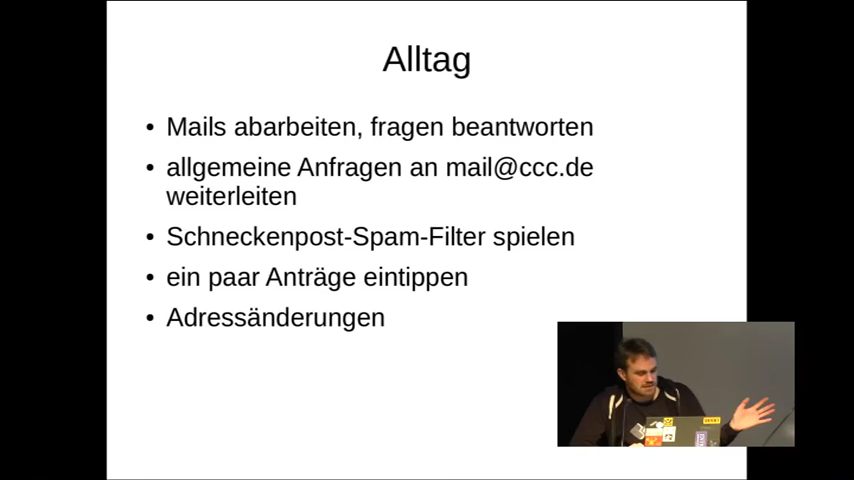 Alltag
• Mails abarbeiten, fragen beantworten
• allgemeine Anfragen an mail@ccc.de
weiterleiten
• Schneckenpost-Spam-Filter spielen
• ein paar Anträge eintippen
• Adressänderungen